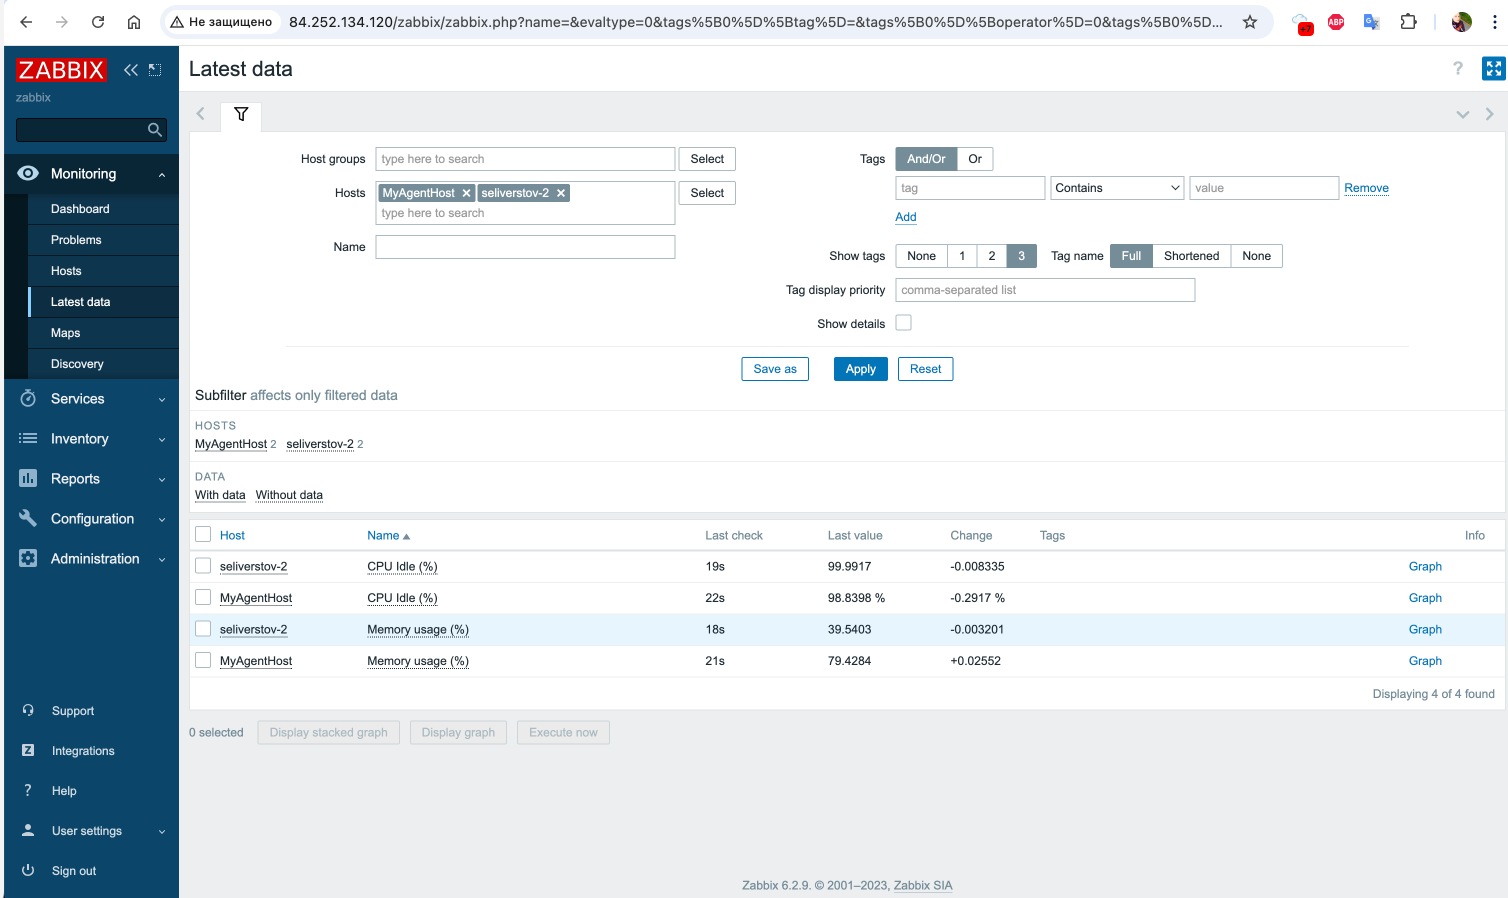 Не защищено
84.252.134.120/zabbix/zabbix.php?name=&evaltype=0&tags%5B0%5D%5Btag%5D=&tags%5B0%5D%5Boperator%5D=0&tags%5B0%5D...
+7
ABP
ZABBIX
zabbix
Monitoring
Dashboard
Problems
Hosts
Latest data
Maps
Discovery
Services
Inventory
Reports
Configuration
Administration
Support
Z Integrations
? Help
User settings
Sign out
Latest data
?
Host groups type here to search Select
Hosts MyAgentHost × seliverstov-2 × Select
type here to search
Name
Tags And/Or Or
tag Contains value Remove
Add
Show tags None 1 2 3 Tag name Full Shortened None
Tag display priority comma-separated list
Show details
Save as Apply Reset
Subfilter affects only filtered data
HOSTS
MyAgentHost 2 seliverstov-2 2
DATA
With data Without data
Host Name Last check Last value Change Tags Info
seliverstov-2 CPU Idle (%) 19s 99.9917 -0.008335 Graph
MyAgentHost CPU Idle (%) 22s 98.8398 % -0.2917 % Graph
seliverstov-2 Memory usage (%) 18s 39.5403 -0.003201 Graph
MyAgentHost Memory usage (%) 21s 79.4284 +0.02552 Graph
Displaying 4 of 4 found
0 selected Display stacked graph Display graph Execute now
Zabbix 6.2.9. © 2001–2023, Zabbix SIA